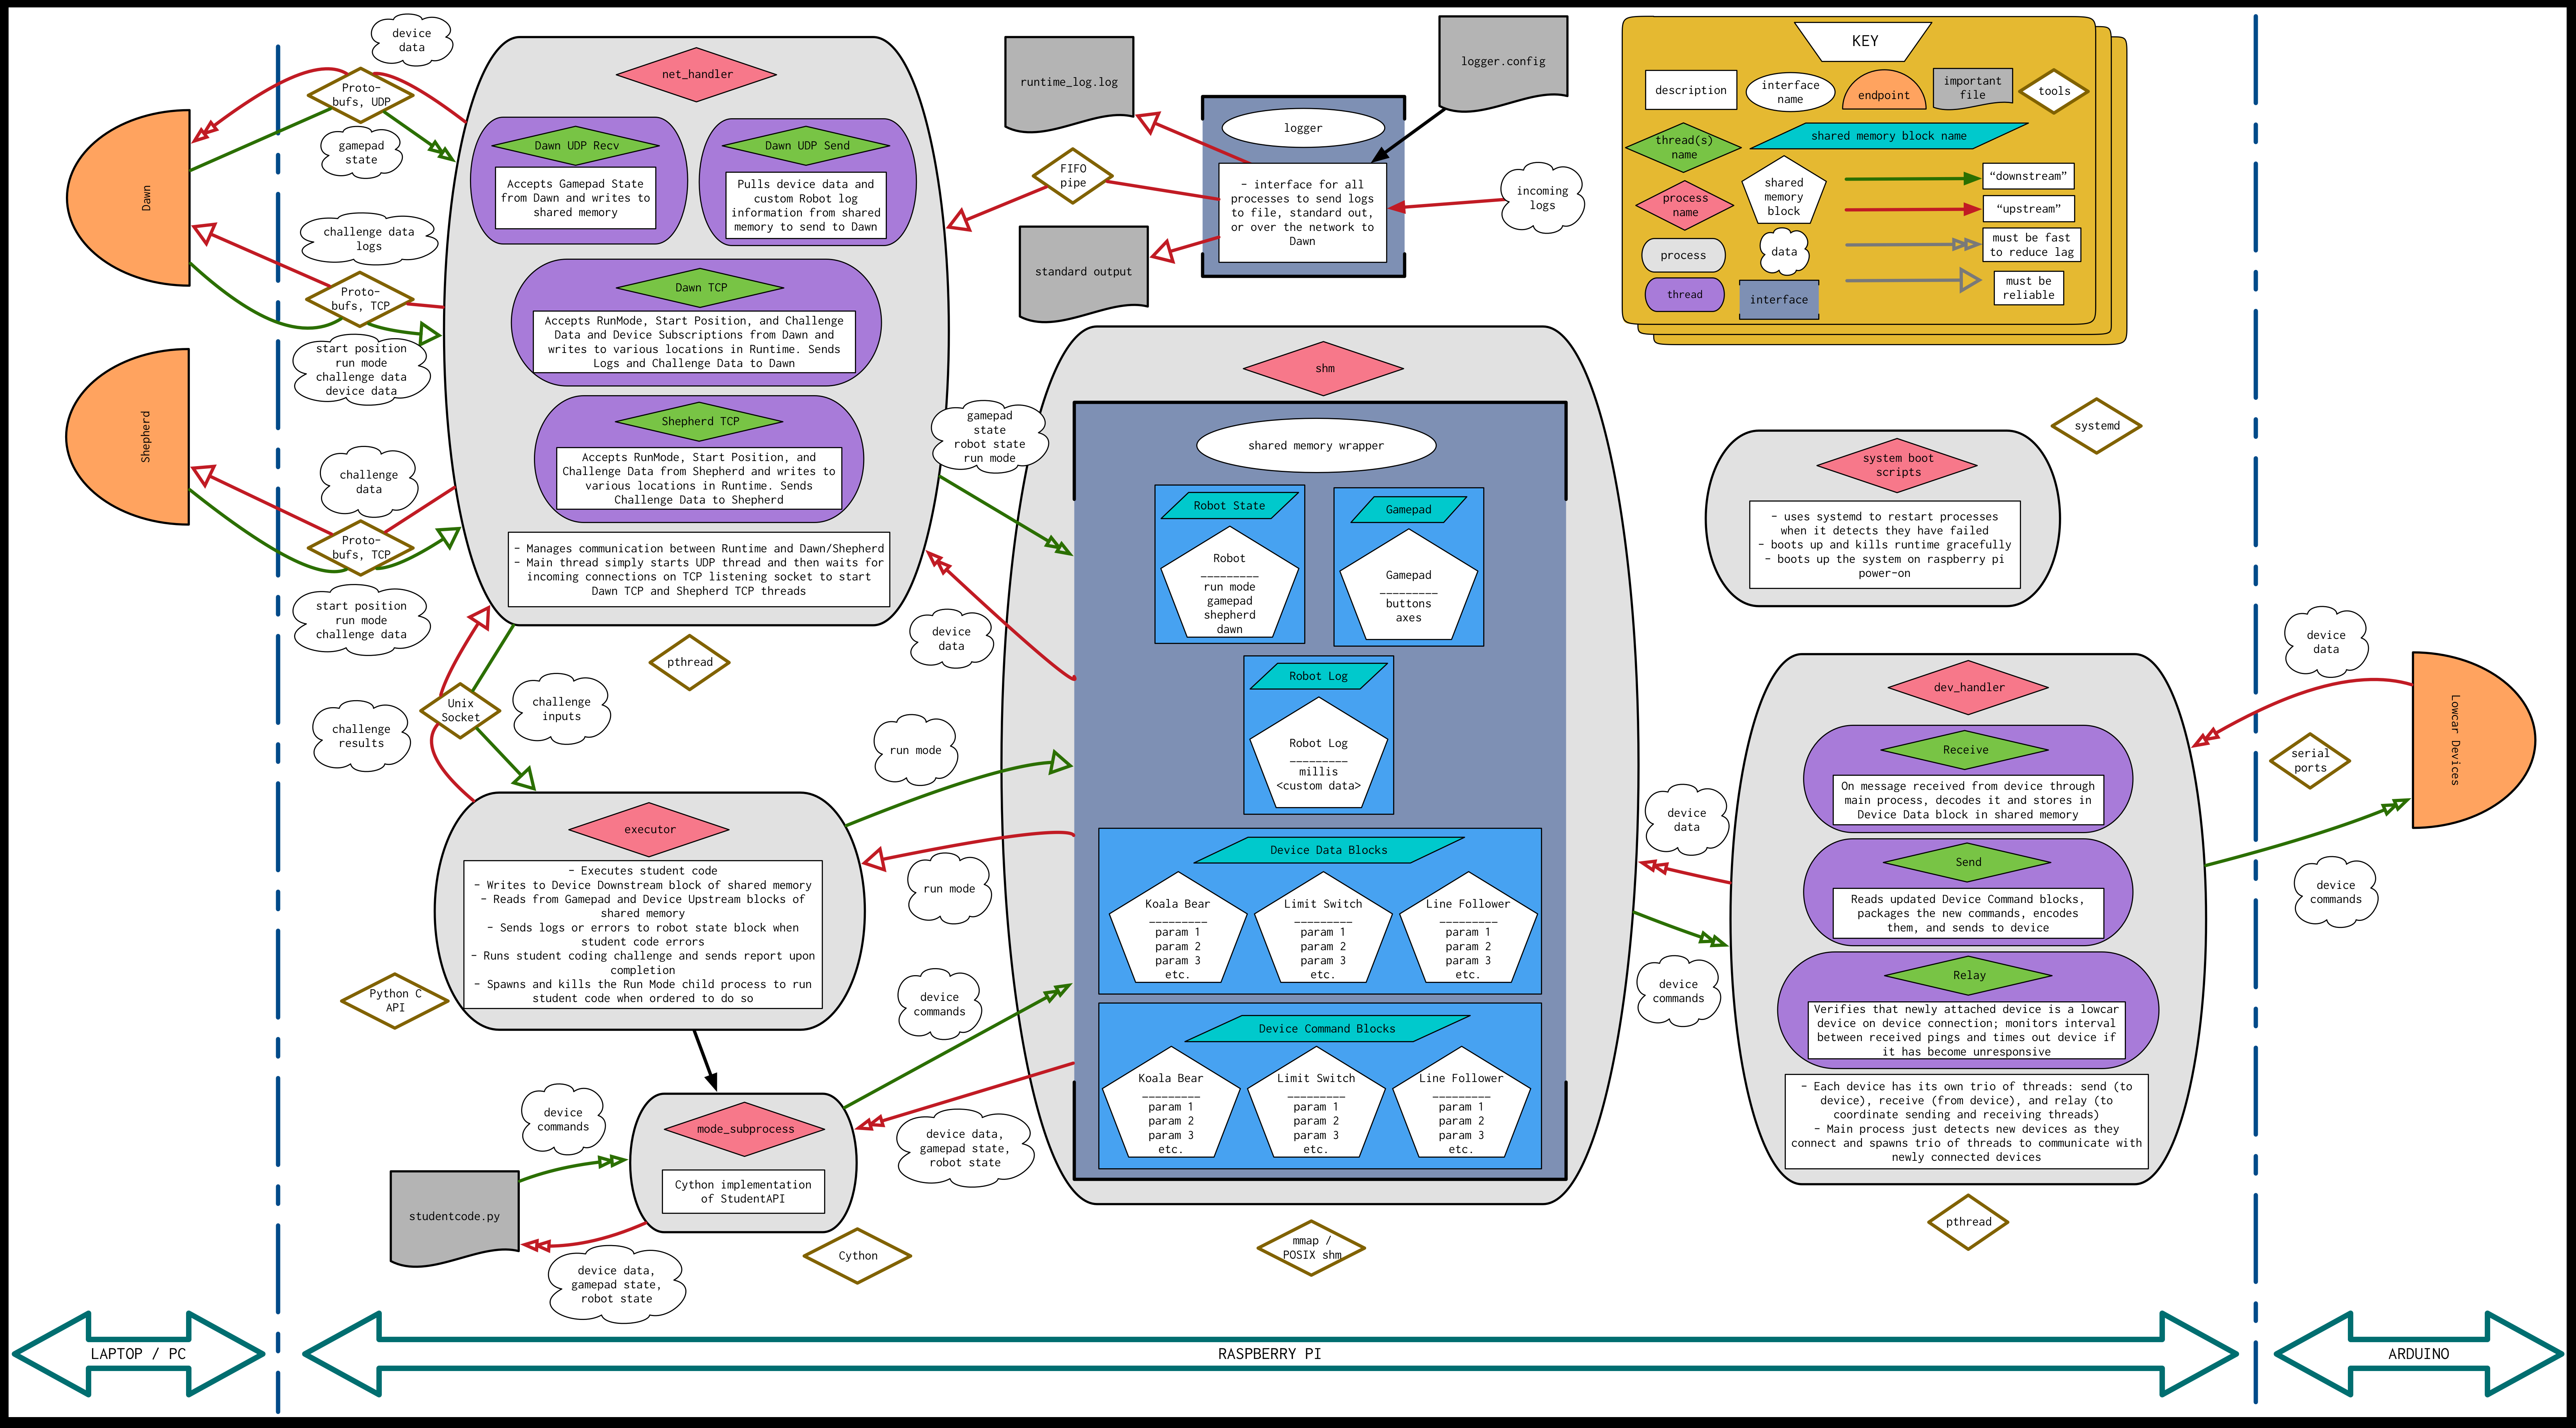 device
data
Proto-
bufs, UDP
gamepad
state
Dawn
challenge data
logs
Proto-
bufs, TCP
start position
run mode
challenge data
device data
Shepherd
challenge
data
Proto-
bufs, TCP
start position
run mode
challenge data
net_handler
Dawn UDP Recv
Accepts Gamepad State
from Dawn and writes to
shared memory
Dawn UDP Send
Pulls device data and
custom Robot log
information from shared
memory to send to Dawn
Dawn TCP
Accepts RunMode, Start Position, and Challenge
Data and Device Subscriptions from Dawn and
writes to various locations in Runtime. Sends
Logs and Challenge Data to Dawn
Shepherd TCP
Accepts RunMode, Start Position, and
Challenge Data from Shepherd and writes to
various locations in Runtime. Sends
Challenge Data to Shepherd
- Manages communication between Runtime and Dawn/Shepherd
- Main thread simply starts UDP thread and then waits for
incoming connections on TCP listening socket to start
Dawn TCP and Shepherd TCP threads
pthread
Unix
Socket
challenge
inputs
challenge
results
runtime_log.log
logger.config
logger
- interface for all
processes to send logs
to file, standard out,
or over the network to
Dawn
FIFO
pipe
incoming
logs
standard output
KEY
description
interface
name
endpoint
important
file
tools
thread(s)
name
shared memory block name
process
name
shared
memory
block
"downstream"
"upstream"
process
data
must be fast
to reduce lag
thread
interface
must be
reliable
gamepad
state
robot state
run mode
device
data
run mode
run mode
device
commands
device data,
gamepad state,
robot state
shm
shared memory wrapper
Robot State
Robot
_________
run mode
gamepad
shepherd
dawn
Gamepad
Gamepad
_________
buttons
axes
Robot Log
Robot Log
_________
millis
<custom data>
Device Data Blocks
Koala Bear
_________
param 1
param 2
param 3
etc.
Limit Switch
_________
param 1
param 2
param 3
etc.
Line Follower
_________
param 1
param 2
param 3
etc.
Device Command Blocks
Koala Bear
_________
param 1
param 2
param 3
etc.
Limit Switch
_________
param 1
param 2
param 3
etc.
Line Follower
_________
param 1
param 2
param 3
etc.
mmap /
POSIX shm
executor
- Executes student code
- Writes to Device Downstream block of shared memory
- Reads from Gamepad and Device Upstream blocks of
shared memory
- Sends logs or errors to robot state block when
student code errors
- Runs student coding challenge and sends report upon
completion
- Spawns and kills the Run Mode child process to run
student code when ordered to do so
Python C
API
device
commands
mode_subprocess
Cython implementation
of StudentAPI
studentcode.py
device data,
gamepad state,
robot state
Cython
systemd
system boot
scripts
- uses systemd to restart processes
when it detects they have failed
- boots up and kills runtime gracefully
- boots up the system on raspberry pi
power-on
device
data
device
commands
dev_handler
Receive
On message received from device through
main process, decodes it and stores in
Device Data block in shared memory
Send
Reads updated Device Command blocks,
packages the new commands, encodes
them, and sends to device
Relay
Verifies that newly attached device is a lowcar
device on device connection; monitors interval
between received pings and times out device if
it has become unresponsive
- Each device has its own trio of threads: send (to
device), receive (from device), and relay (to
coordinate sending and receiving threads)
- Main process just detects new devices as they
connect and spawns trio of threads to communicate with
newly connected devices
pthread
device
data
serial
ports
Lowcar Devices
device
commands
LAPTOP / PC
RASPBERRY PI
ARDUINO